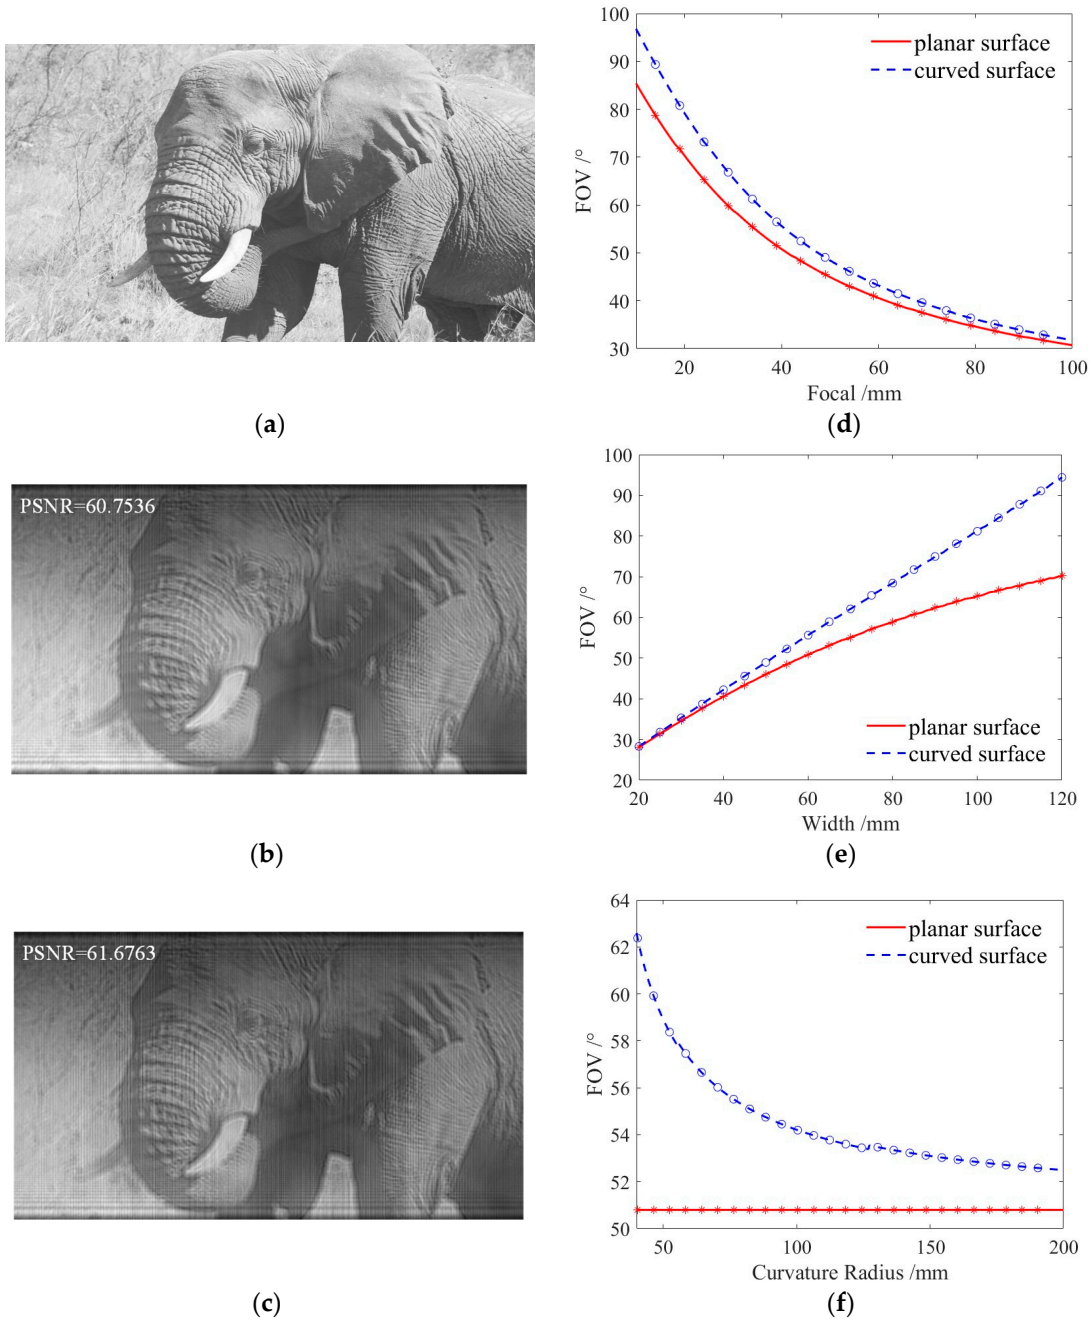 100
90
80
70
60
50
40
30
FOV /°
planar surface
curved surface
20 40 60 80 100
Focal /mm
(a)
(d)
PSNR=60.7536
100
90
80
70
60
50
40
30
20
FOV /°
planar surface
curved surface
20 40 60 80 100 120
Width /mm
(b)
(e)
PSNR=61.6763
64
62
60
58
56
54
52
50
FOV /°
planar surface
curved surface
50 100 150 200
Curvature Radius /mm
(c)
(f)